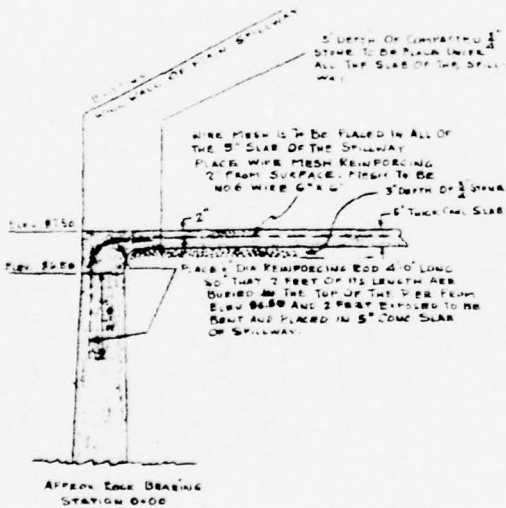 3" DEPTH OF COMPACTED 3/4"
STONE TO BE PLACED UNDER
ALL THE SLAB OF THE SPILL-
WAY
WING WALL OF MAIN SPILLWAY
WIRE MESH IS TO BE PLACED IN ALL OF
THE 5" SLAB OF THE SPILLWAY
PLACE WIRE MESH REINFORCING
2" FROM SURFACE. MESH TO BE
NO 6 WIRE 6" x 6"
3" DEPTH OF 3/4" STONE
2"
5" THICK CONC SLAB
ELEV. 87.50
ELEV.
PLACE DIA REINFORCING ROD 4'-0" LONG
SO THAT 2 FEET OF ITS LENGTH ARE
BURIED IN THE TOP OF THE PIER FROM
ELEV 86.50 AND 2 FEET EXPOSED TO BE
BENT AND PLACED IN 5" CONC SLAB
OF SPILLWAY.
APPROX ROCK BEARING
STATION 0+00